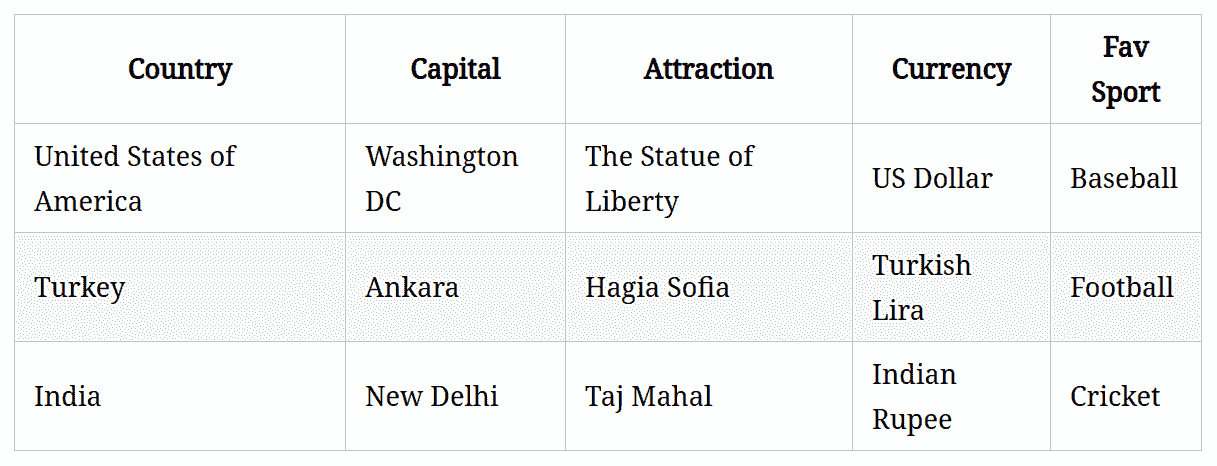 Country
Capital
Attraction
Currency
Fav
Sport
United States of
America
Washington
DC
The Statue of
Liberty
US Dollar
Baseball
Turkey
Ankara
Hagia Sofia
Turkish
Lira
Football
India
New Delhi
Taj Mahal
Indian
Rupee
Cricket